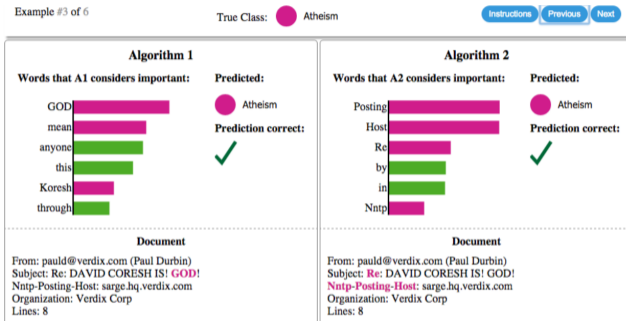 Example #3 of 6
True Class:
Atheism
Instructions
Previous
Next
Algorithm 1
Words that A1 considers important:
Predicted:
GOD
mean
anyone
this
Koresh
through
Atheism
Prediction correct:
Document
From: pauld@verdix.com (Paul Durbin)
Subject: Re: DAVID CORESH IS! GOD!
Nntp-Posting-Host: sarge.hq.verdix.com
Organization: Verdix Corp
Lines: 8
Algorithm 2
Words that A2 considers important:
Predicted:
Posting
Host
Re
by
in
Nntp
Atheism
Prediction correct:
Document
From: pauld@verdix.com (Paul Durbin)
Subject: Re: DAVID CORESH IS! GOD!
Nntp-Posting-Host: sarge.hq.verdix.com
Organization: Verdix Corp
Lines: 8